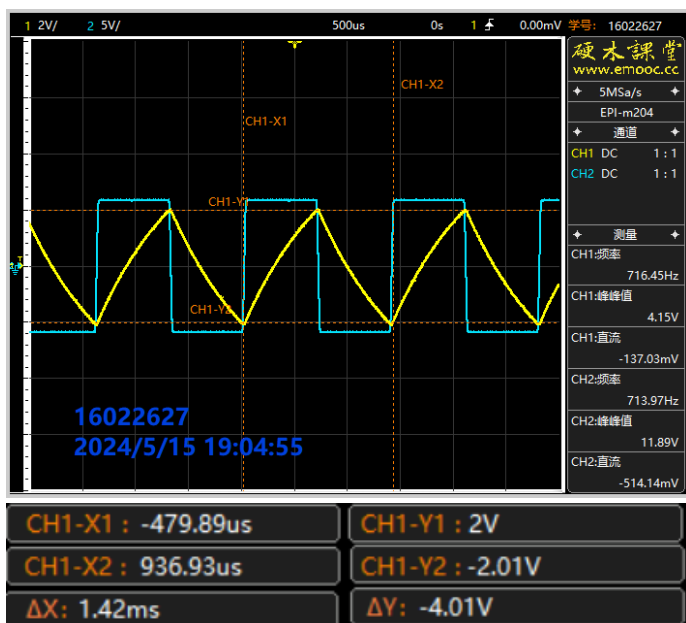 1 2V/ 2 5V/ 500us 0s 1 0.00mV 学号: 16022627
硬木課堂
www.emooc.cc
5MSa/s
EPI-m204
通道
CH1 DC 1 : 1
CH2 DC 1 : 1
测量
CH1:频率
716.45Hz
CH1:峰峰值
4.15V
CH1:直流
-137.03mV
CH2:频率
713.97Hz
CH2:峰峰值
11.89V
CH2:直流
-514.14mV
CH1-X2
CH1-X1
CH1-Y1
CH1-Y2
T
16022627
2024/5/15 19:04:55
CH1-X1 : -479.89us CH1-Y1 : 2V
CH1-X2 : 936.93us CH1-Y2 : -2.01V
ΔX: 1.42ms ΔY: -4.01V